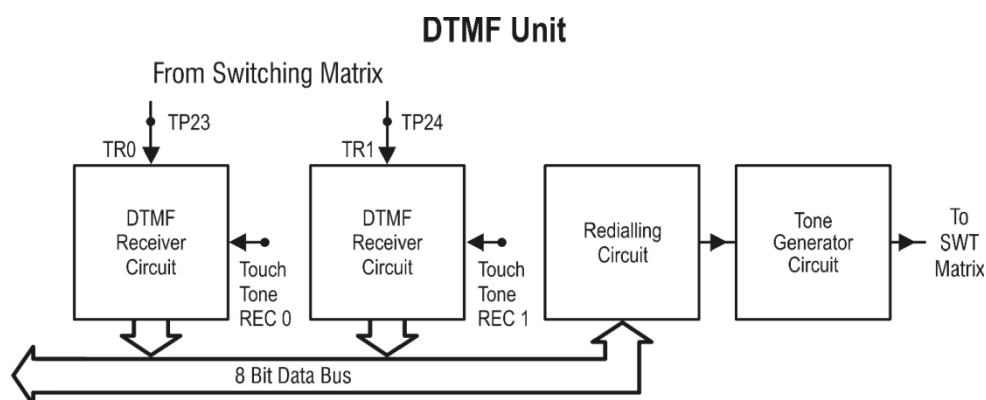 DTMF Unit
From Switching Matrix
TP23
TP24
TR0
TR1
DTMF
Receiver
Circuit
Touch
Tone
REC 0
DTMF
Receiver
Circuit
Touch
Tone
REC 1
Redialling
Circuit
Tone
Generator
Circuit
To
SWT
Matrix
8 Bit Data Bus